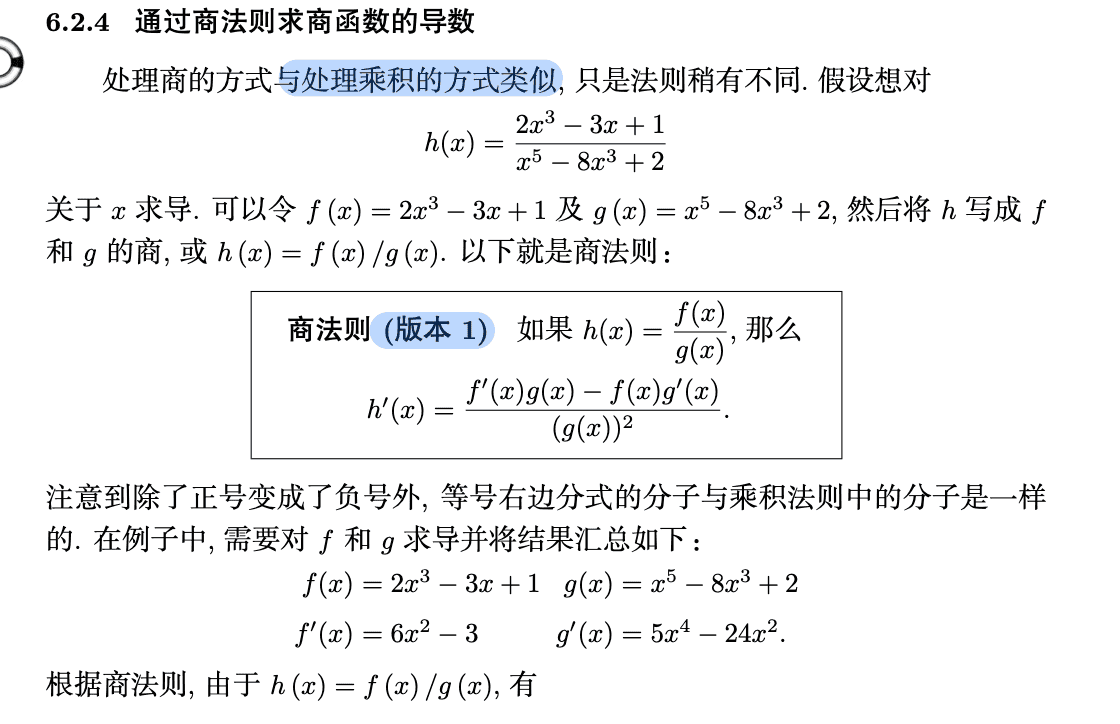 6.2.4 通过商法则求商函数的导数
处理商的方式与处理乘积的方式类似, 只是法则稍有不同. 假设想对
h(x) = \frac{2x^3 − 3x + 1}{x^5 − 8x^3 + 2}
关于 x 求导. 可以令 f (x) = 2x^3 − 3x + 1 及 g (x) = x^5 − 8x^3 + 2, 然后将 h 写成 f
和 g 的商, 或 h (x) = f (x) /g (x). 以下就是商法则：
商法则 (版本 1) 如果 h(x) = \frac{f(x)}{g(x)}, 那么
h′(x) = \frac{f′(x)g(x) − f(x)g′(x)}{(g(x))^2}.
注意到除了正号变成了负号外, 等号右边分式的分子与乘积法则中的分子是一样
的. 在例子中, 需要对 f 和 g 求导并将结果汇总如下：
f(x) = 2x^3 − 3x + 1 g(x) = x^5 − 8x^3 + 2
f′(x) = 6x^2 − 3 g′(x) = 5x^4 − 24x^2.
根据商法则, 由于 h (x) = f (x) /g (x), 有